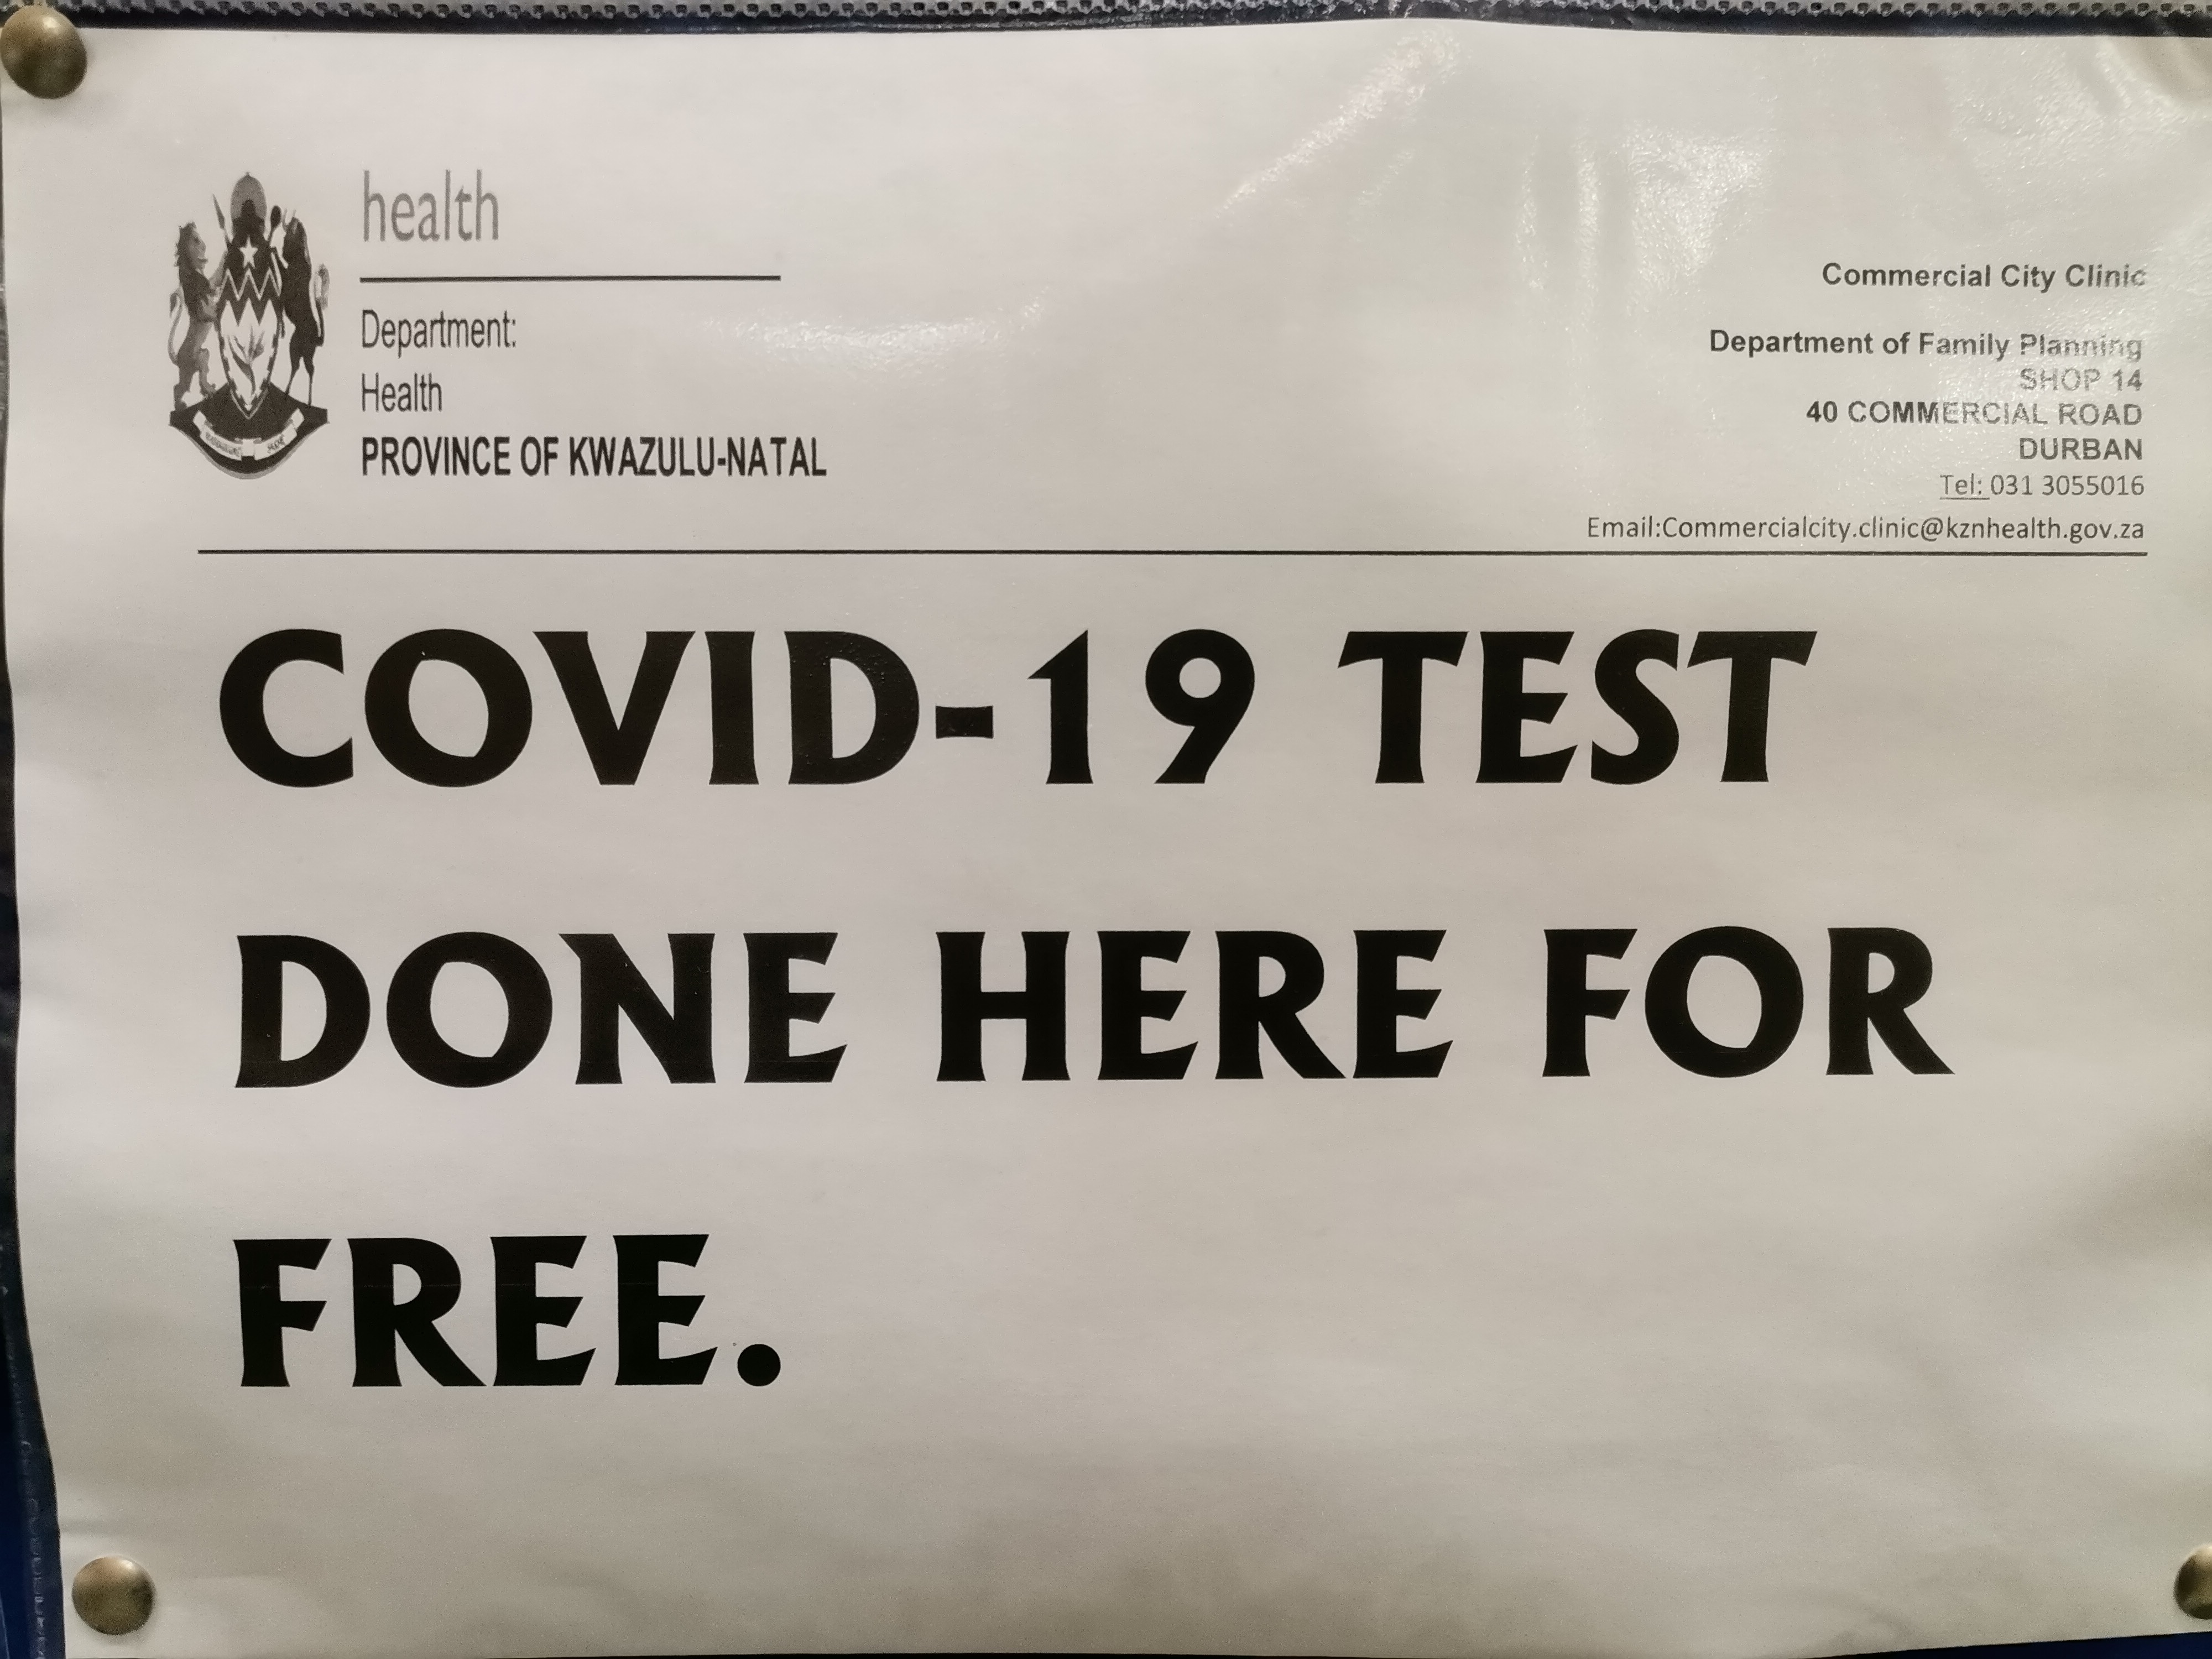 health
Department:
Health
PROVINCE OF KWAZULU-NATAL
Commercial City Clinic
Department of Family Planning
SHOP 14
40 COMMERCIAL ROAD
DURBAN
Tel: 031 3055016
Email:Commercialcity.clinic@kznhealth.gov.za
COVID-19 TEST
DONE HERE FOR
FREE.